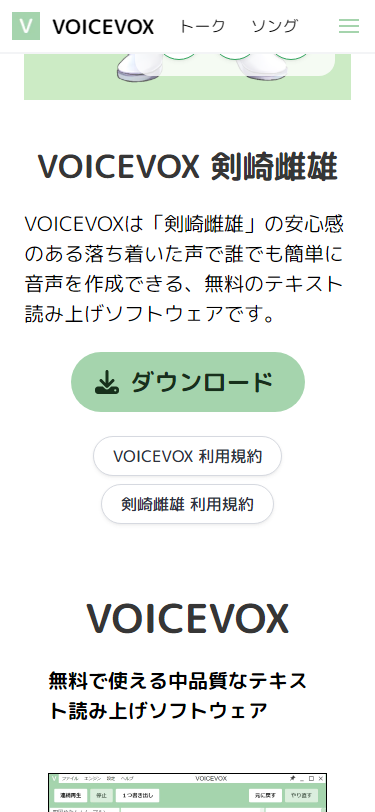 V VOICEVOX トーク ソング
VOICEVOX 剣崎雌雄
VOICEVOXは「剣崎雌雄」の安心感
のある落ち着いた声で誰でも簡単に
音声を作成できる、無料のテキスト
読み上げソフトウェアです。
ダウンロード
VOICEVOX 利用規約
剣崎雌雄 利用規約
VOICEVOX
無料で使える中品質なテキス
ト読み上げソフトウェア
V ファイル エンジン 設定 ヘルプ VOICEVOX
連続再生 停止 1つ書き出し 元に戻す やり直す